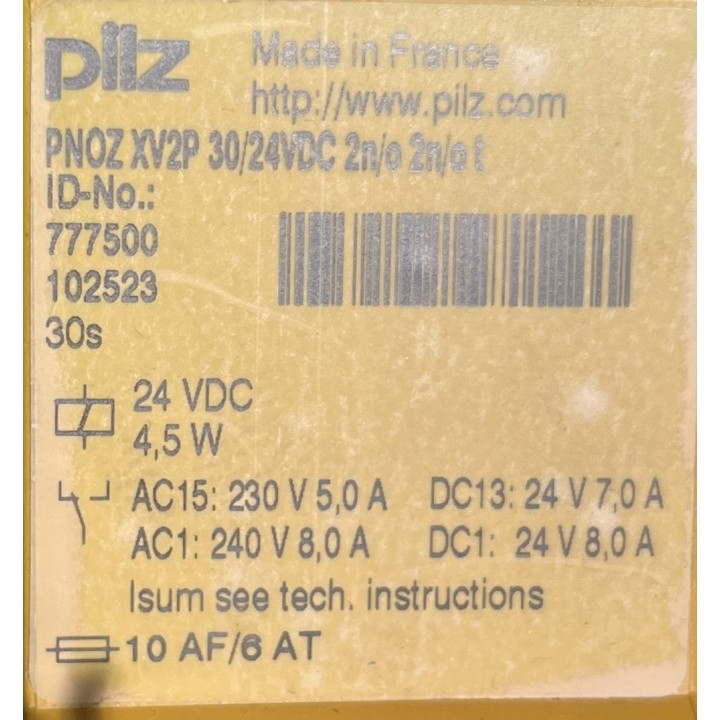 pilz
Made in France
http://www.pilz.com
PNOZ XV2P 30/24VDC 2n/o 2n/o t
ID-No.:
777500
102523
30s
24 VDC
4,5 W
AC15: 230 V 5,0 A DC13: 24 V 7,0 A
AC1: 240 V 8,0 A DC1: 24 V 8,0 A
Isum see tech. instructions
10 AF/6 AT